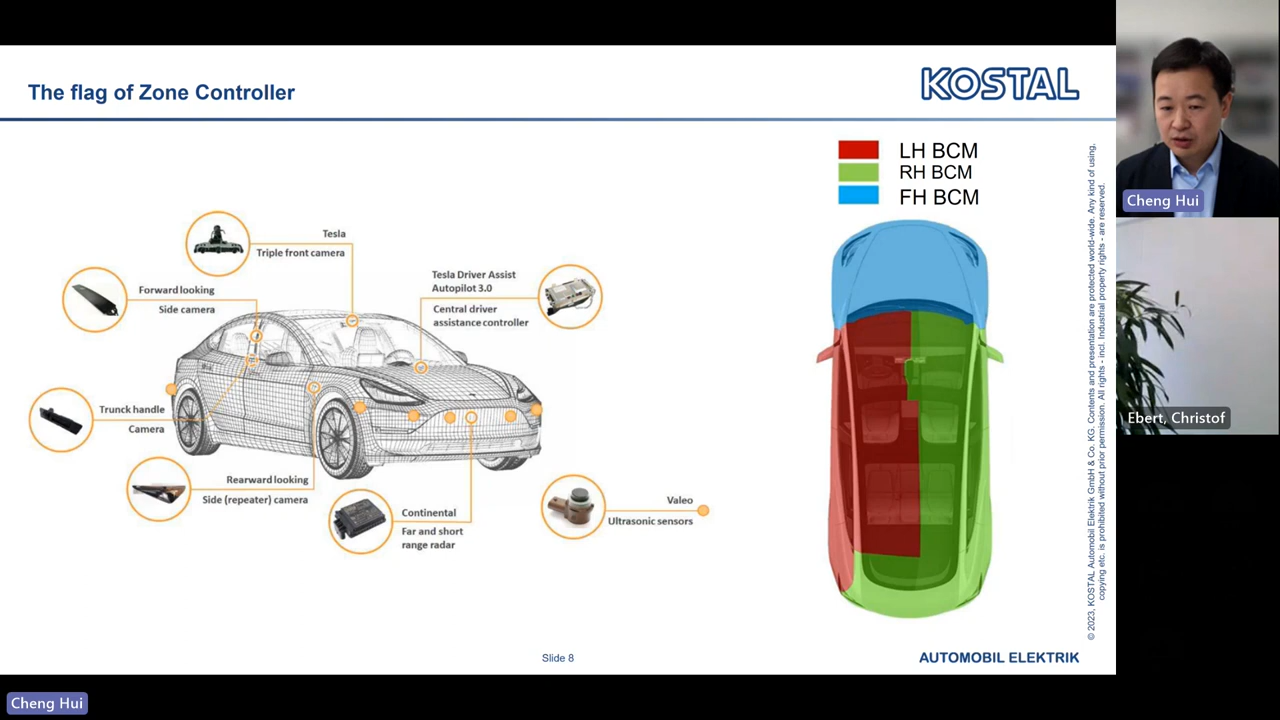 The flag of Zone Controller
KOSTAL
LH BCM
RH BCM
FH BCM
Tesla
Triple front camera
Forward looking
Side camera
Tesla Driver Assist
Autopilot 3.0
Central driver
assistance controller
Trunck handle
Camera
Rearward looking
Side (repeater) camera
Continental
Far and short
range radar
Valeo
Ultrasonic sensors
© 2023, KOSTAL Automobil Elektrik GmbH & Co. KG. Contents and presentation are protected world-wide. Any kind of using,
copying etc. is prohibited without prior permission. All rights - incl. Industrial property rights - are reserved.
Slide 8
AUTOMOBIL ELEKTRIK
Cheng Hui
Ebert, Christof
Cheng Hui